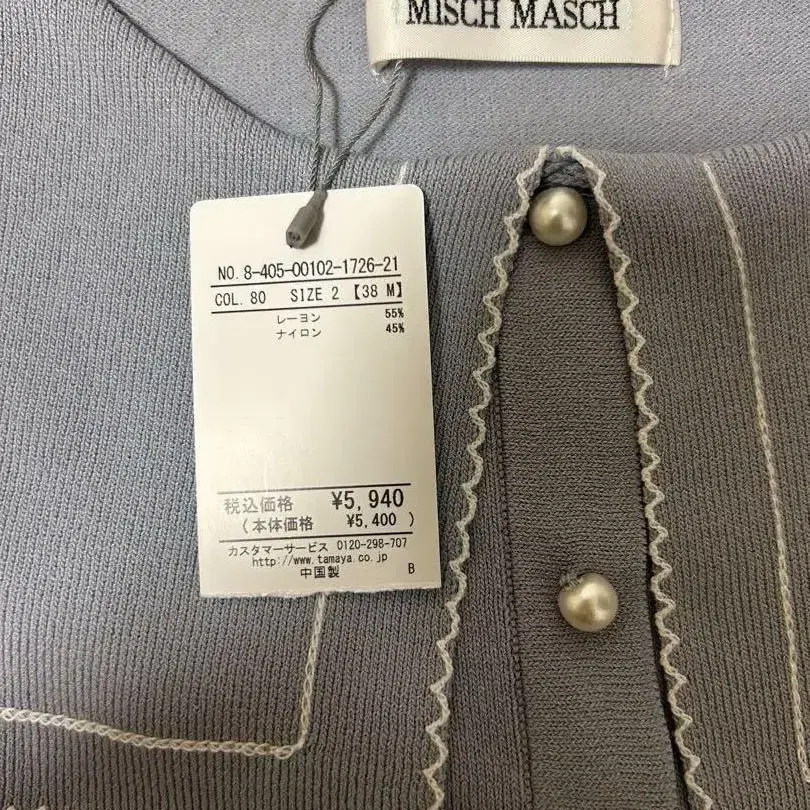 MISCH MASCH
NO. 8-405-00102-1726-21
COL. 80 SIZE 2 【38 M】
レーヨン 55%
ナイロン 45%
税込価格 ¥5,940
(本体価格 ¥5,400 )
カスタマーサービス 0120-298-707
http://www.tamaya.co.jp
中国製 B